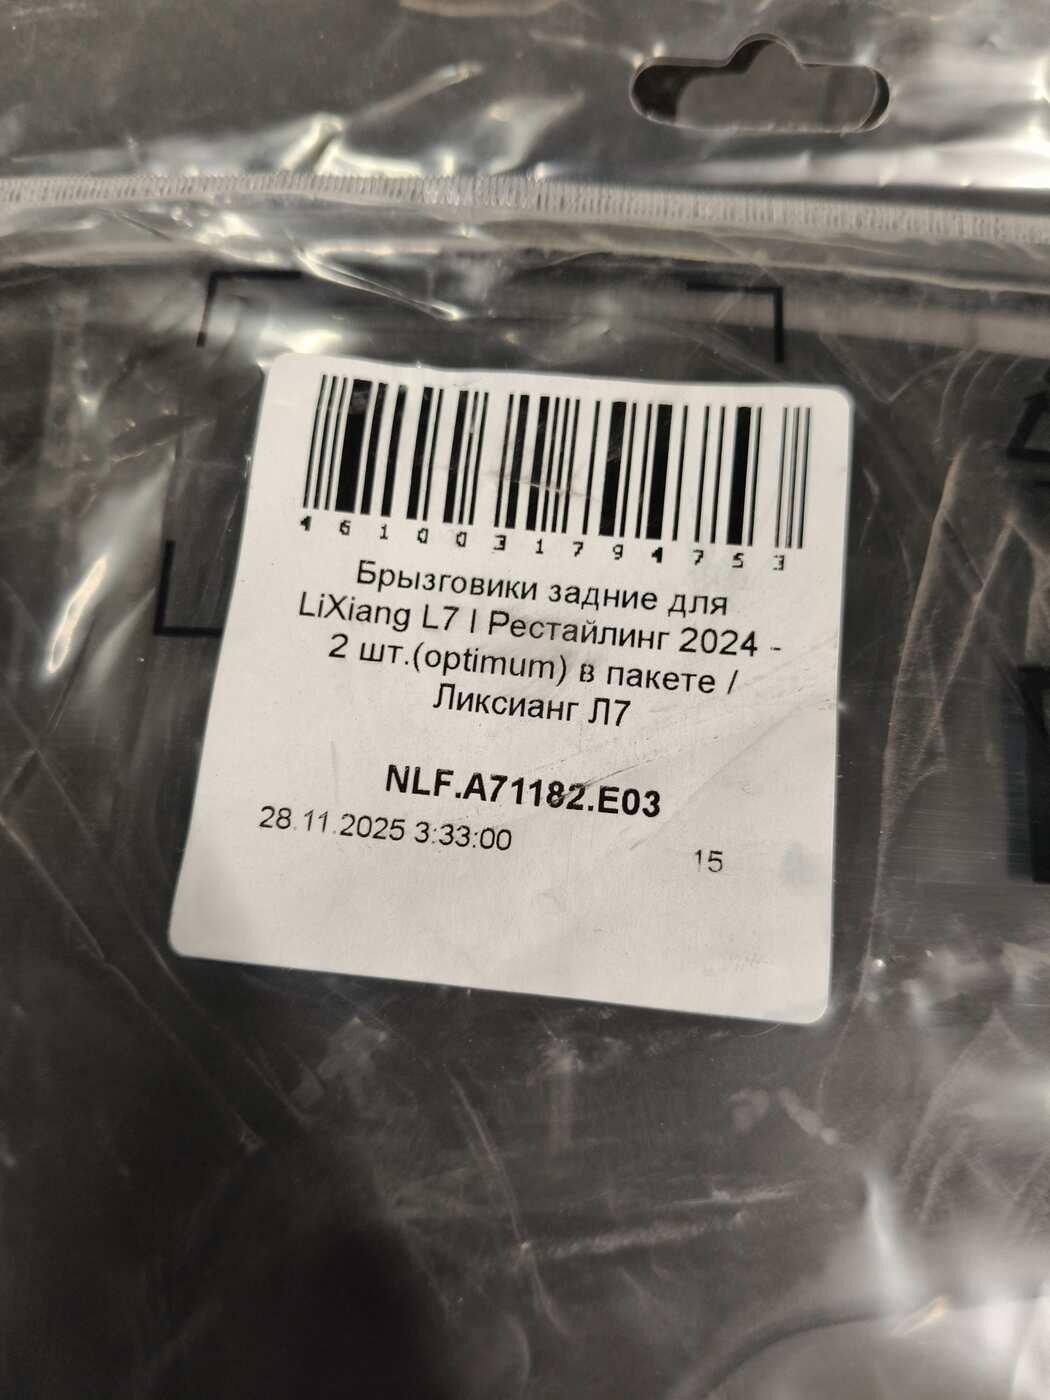 4610031794753
Брызговики задние для
LiXiang L7 I Рестайлинг 2024 -
2 шт.(optimum) в пакете /
Ликсианг Л7
NLF.A71182.E03
28.11.2025 3:33:00
15